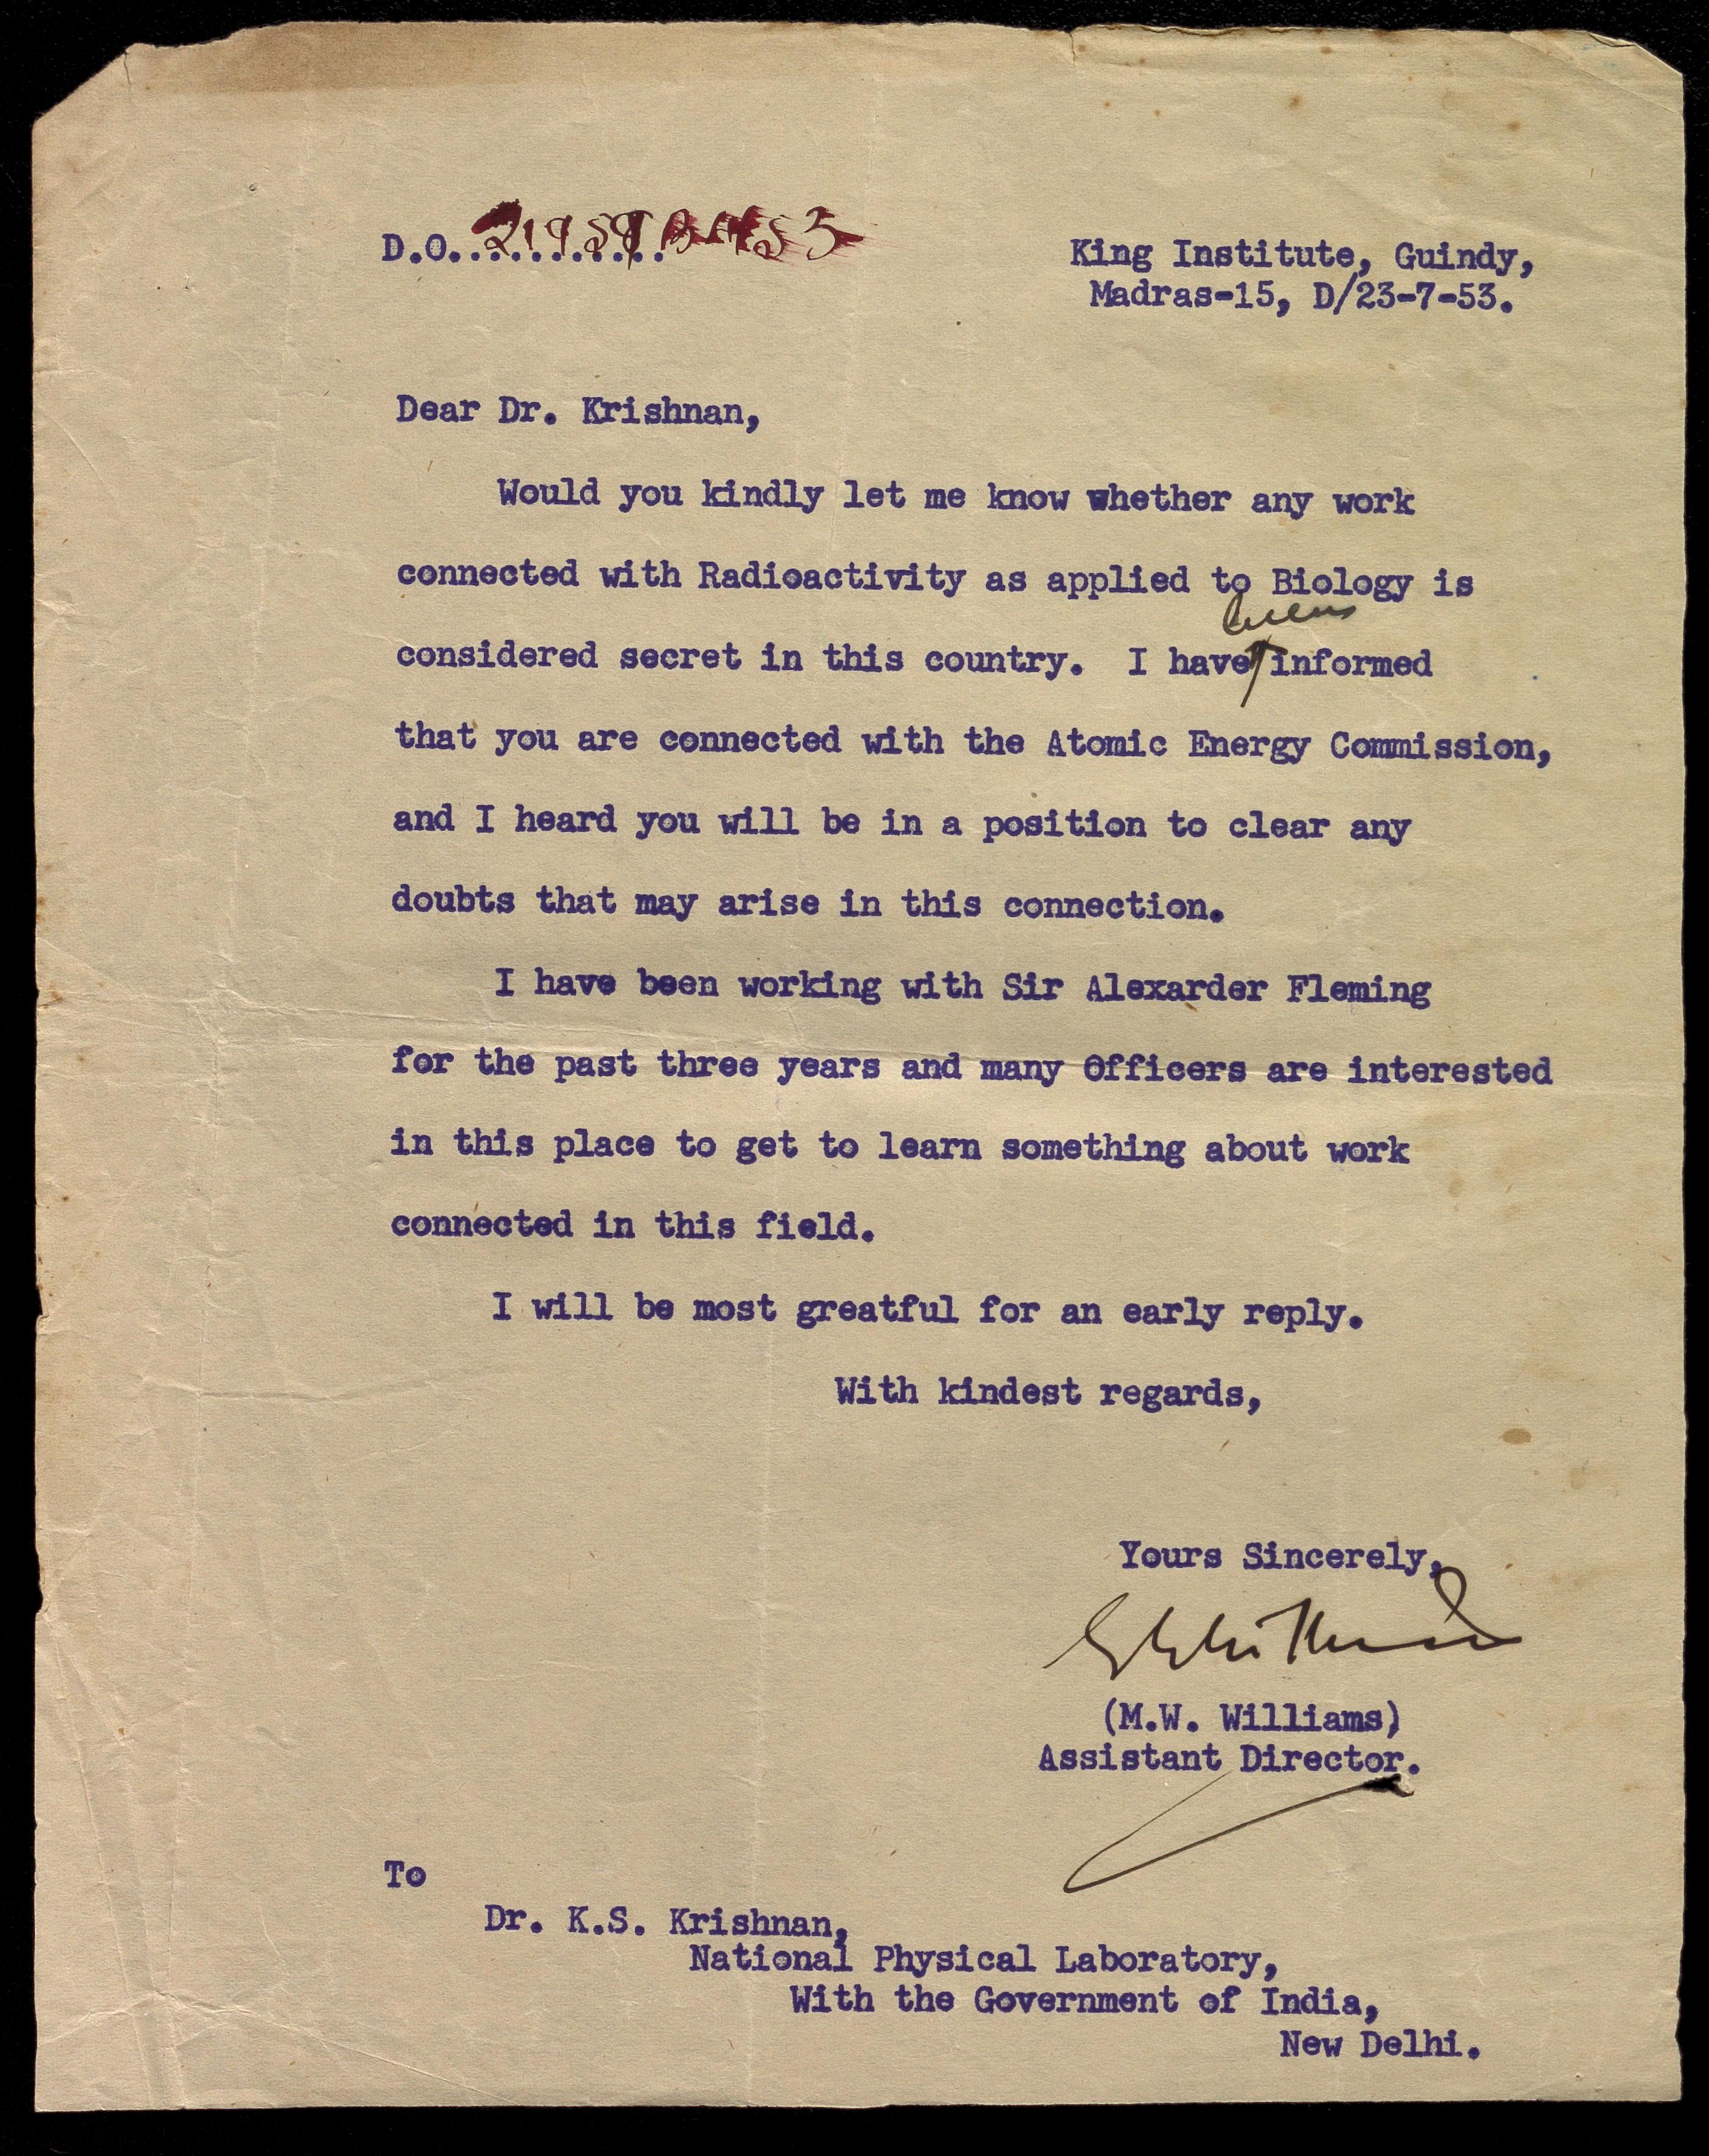 D.O............
King Institute, Guindy,
Madras-15, D/23-7-53.
Dear Dr. Krishnan,
Would you kindly let me know whether any work
connected with Radioactivity as applied to Biology is
been
considered secret in this country. I have informed
that you are connected with the Atomic Energy Commission,
and I heard you will be in a position to clear any
doubts that may arise in this connection.
I have been working with Sir Alexarder Fleming
for the past three years and many Officers are interested
in this place to get to learn something about work
connected in this field.
I will be most greatful for an early reply.
With kindest regards,
Yours Sincerely,
(M.W. Williams)
Assistant Director.
To
Dr. K.S. Krishnan,
National Physical Laboratory,
With the Government of India,
New Delhi.